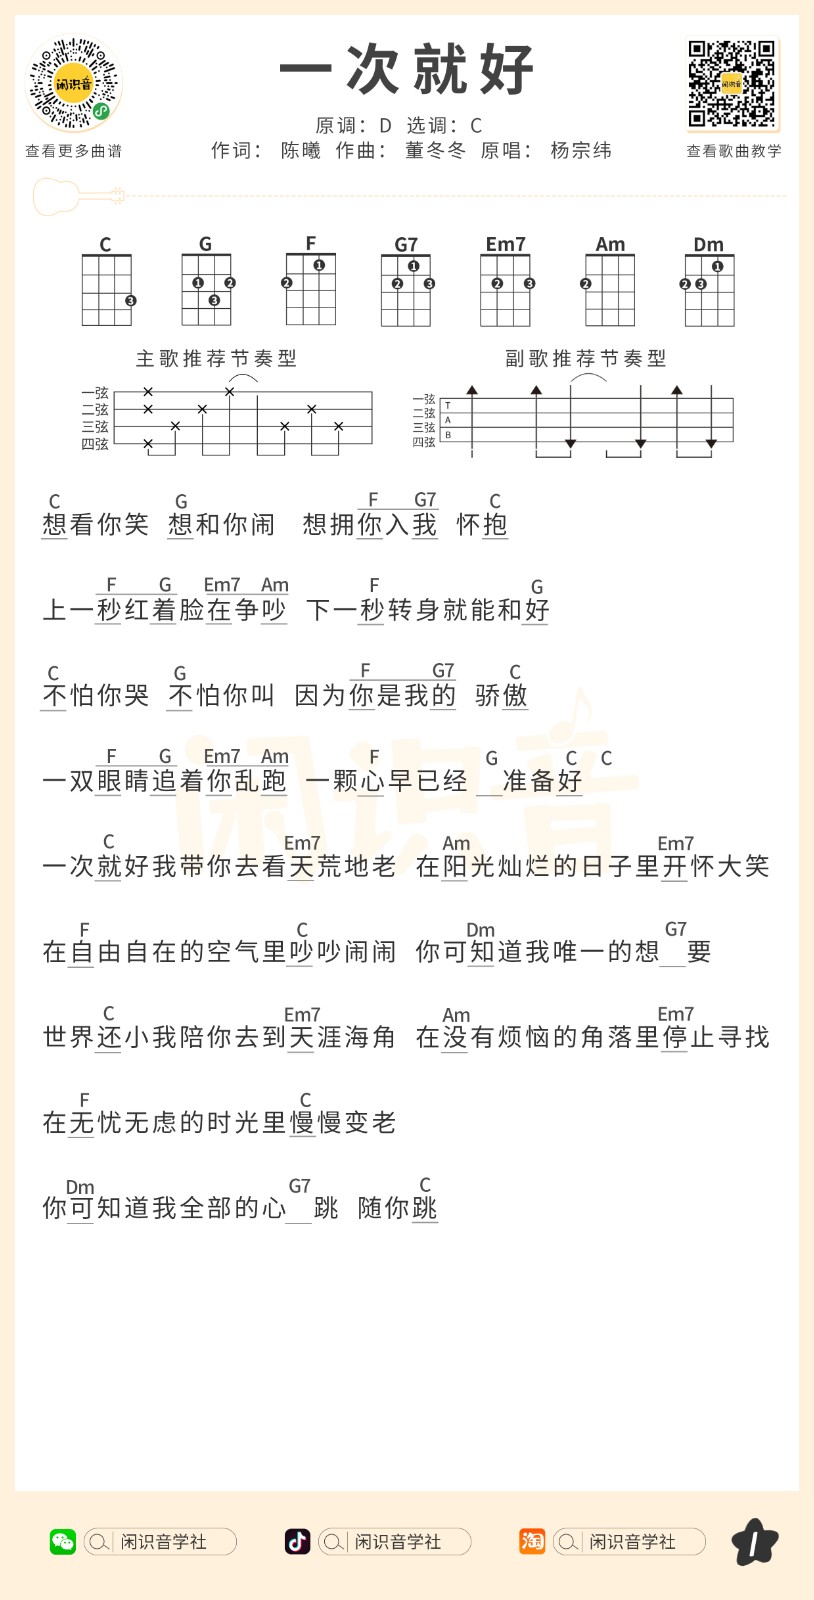 闲识音
一次就好
原调：D 选调：C
作词： 陈曦 作曲： 董冬冬 原唱： 杨宗纬
查看更多曲谱
查看歌曲教学
C G F G7 Em7 Am Dm
主歌推荐节奏型
一弦
二弦
三弦
四弦
副歌推荐节奏型
一弦
二弦
三弦
四弦
T
A
B
C G F G7 C
想看你笑 想和你闹 想拥你入我 怀抱
F G Em7 Am F G
上一秒红着脸在争吵 下一秒转身就能和好
C G F G7 C
不怕你哭 不怕你叫 因为你是我的 骄傲
F G Em7 Am F G C C
一双眼睛追着你乱跑 一颗心早已经 准备好
C Em7 Am Em7
一次就好我带你去看天荒地老 在阳光灿烂的日子里开怀大笑
F C Dm G7
在自由自在的空气里吵吵闹闹 你可知道我唯一的想 要
C Em7 Am Em7
世界还小我陪你去到天涯海角 在没有烦恼的角落里停止寻找
F C
在无忧无虑的时光里慢慢变老
Dm G7 C
你可知道我全部的心 跳 随你跳
闲识音
闲识音学社
闲识音学社
淘 闲识音学社
1